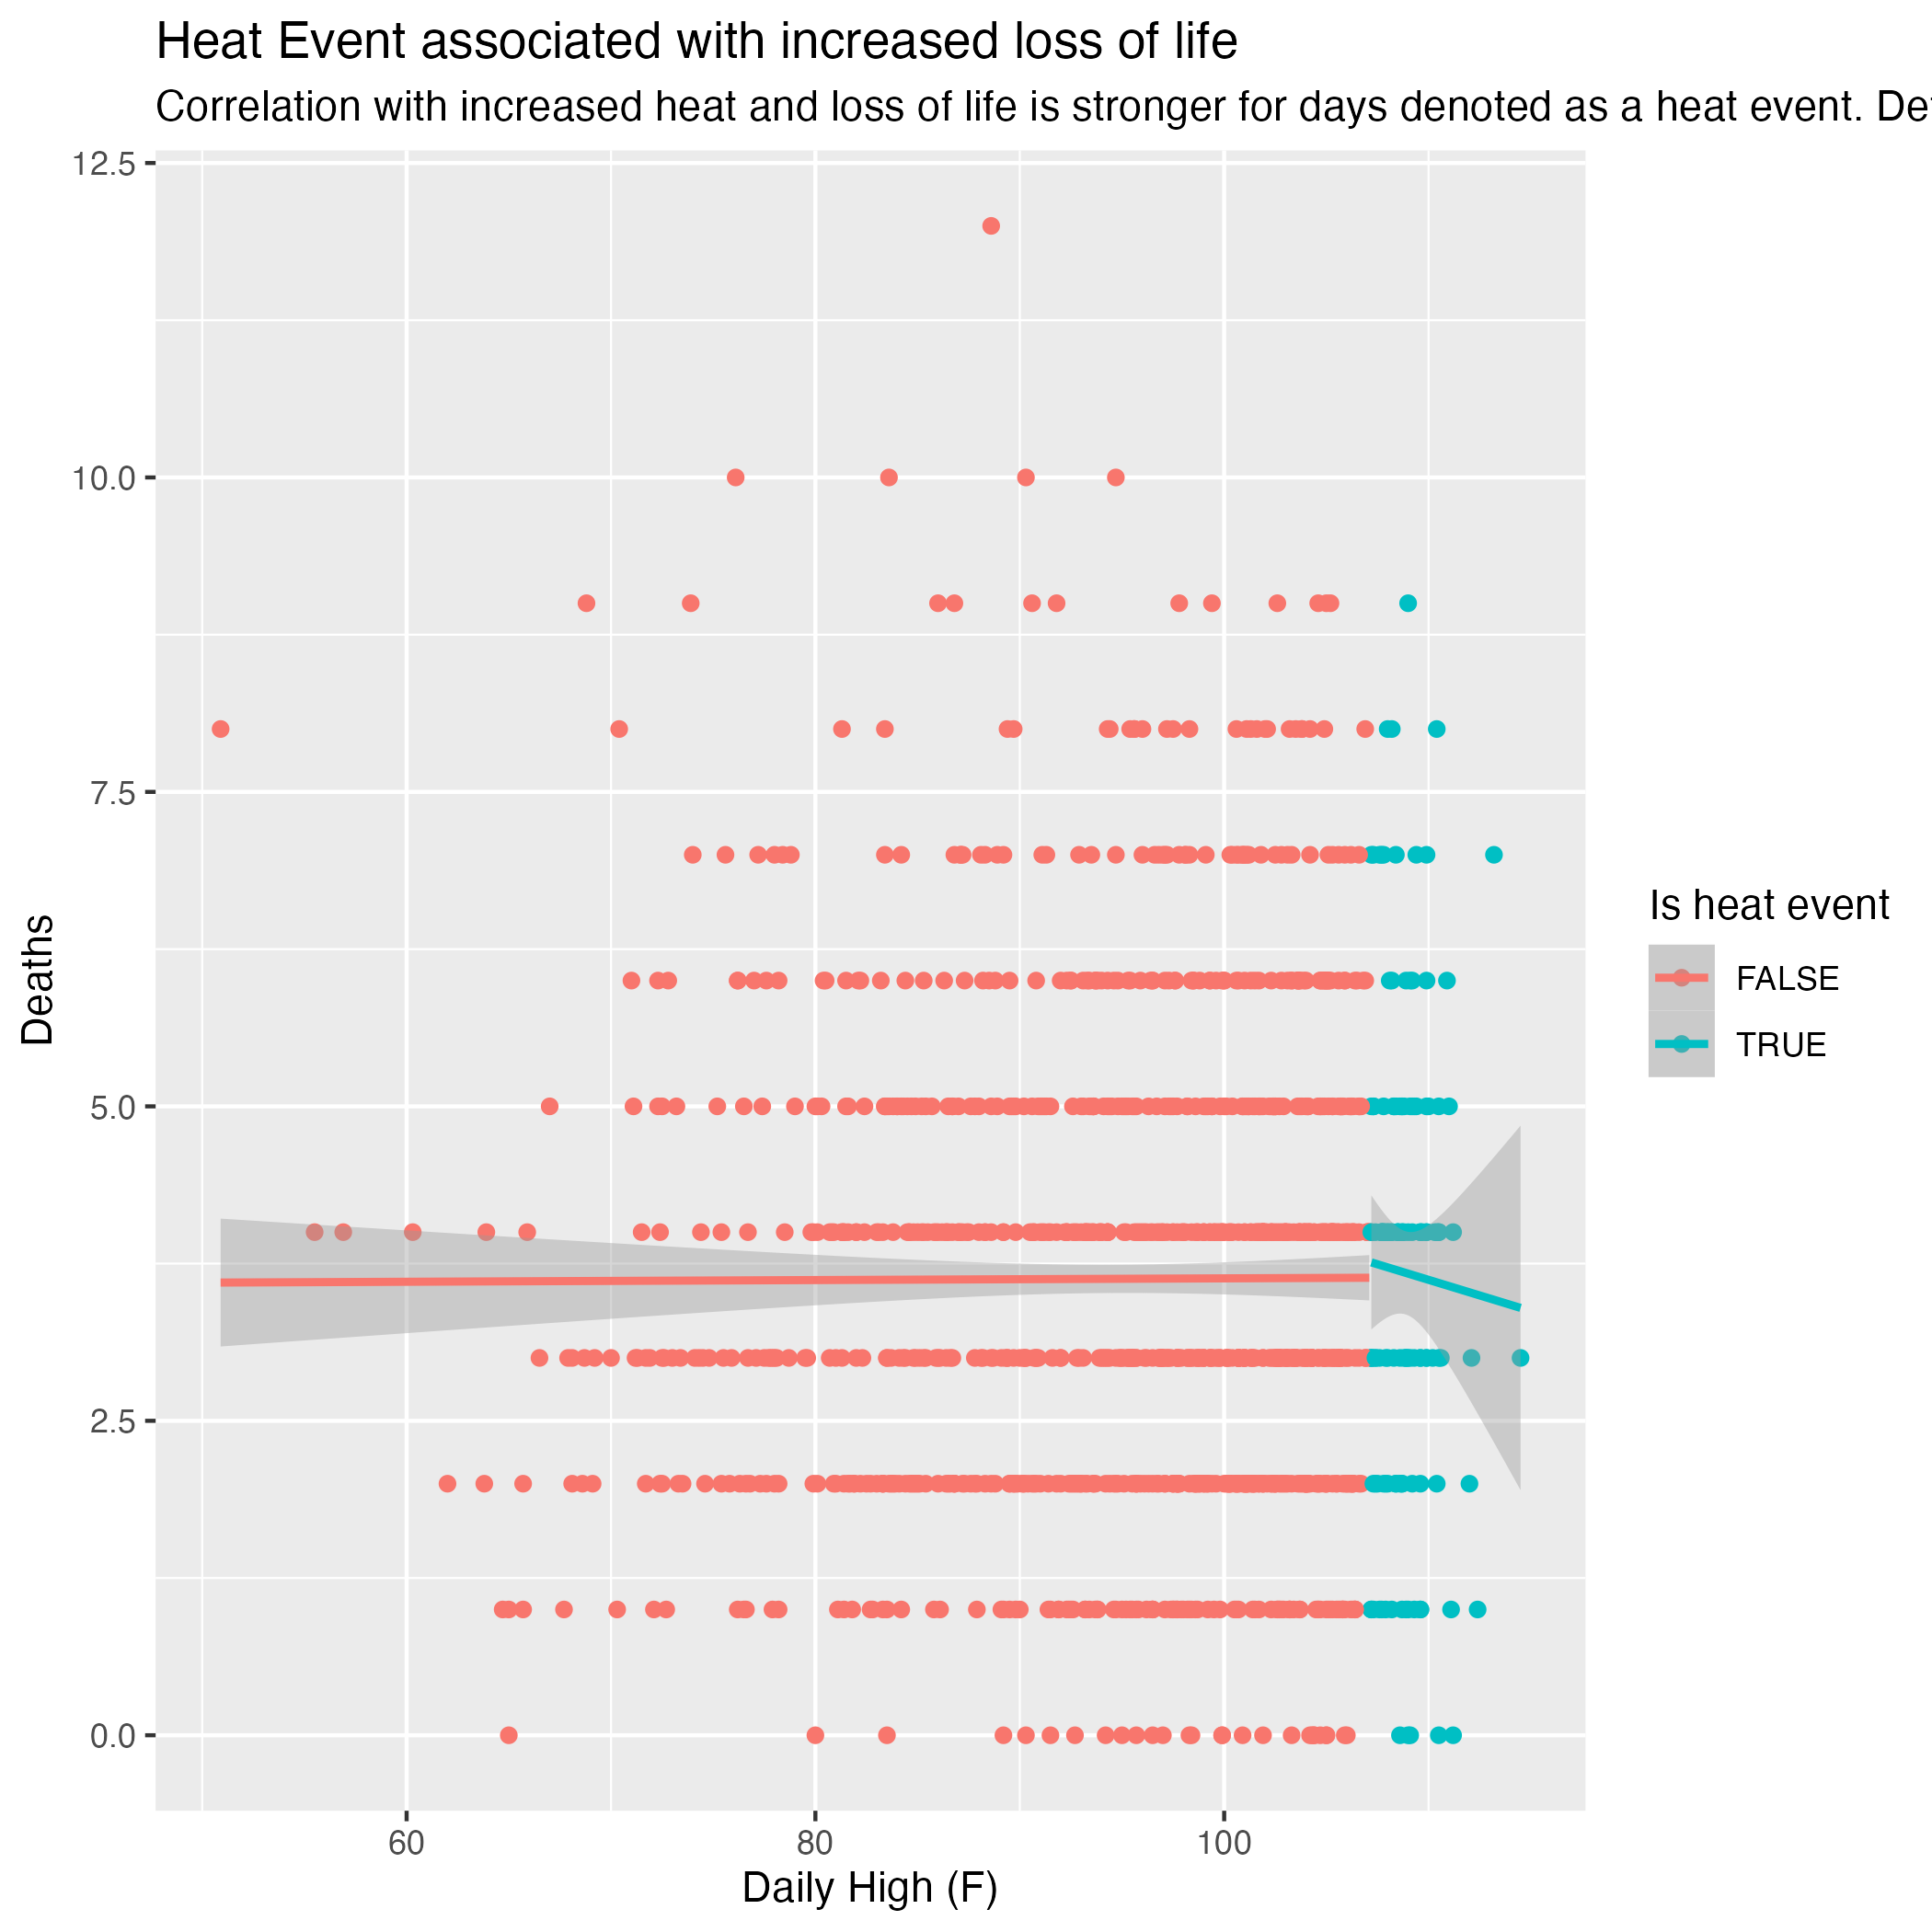 Heat Event associated with increased loss of life
Correlation with increased heat and loss of life is stronger for days denoted as a heat event.
12.5
10.0
7.5
5.0
2.5
0.0
Deaths
60
80
100
Daily High (F)
Is heat event
FALSE
TRUE